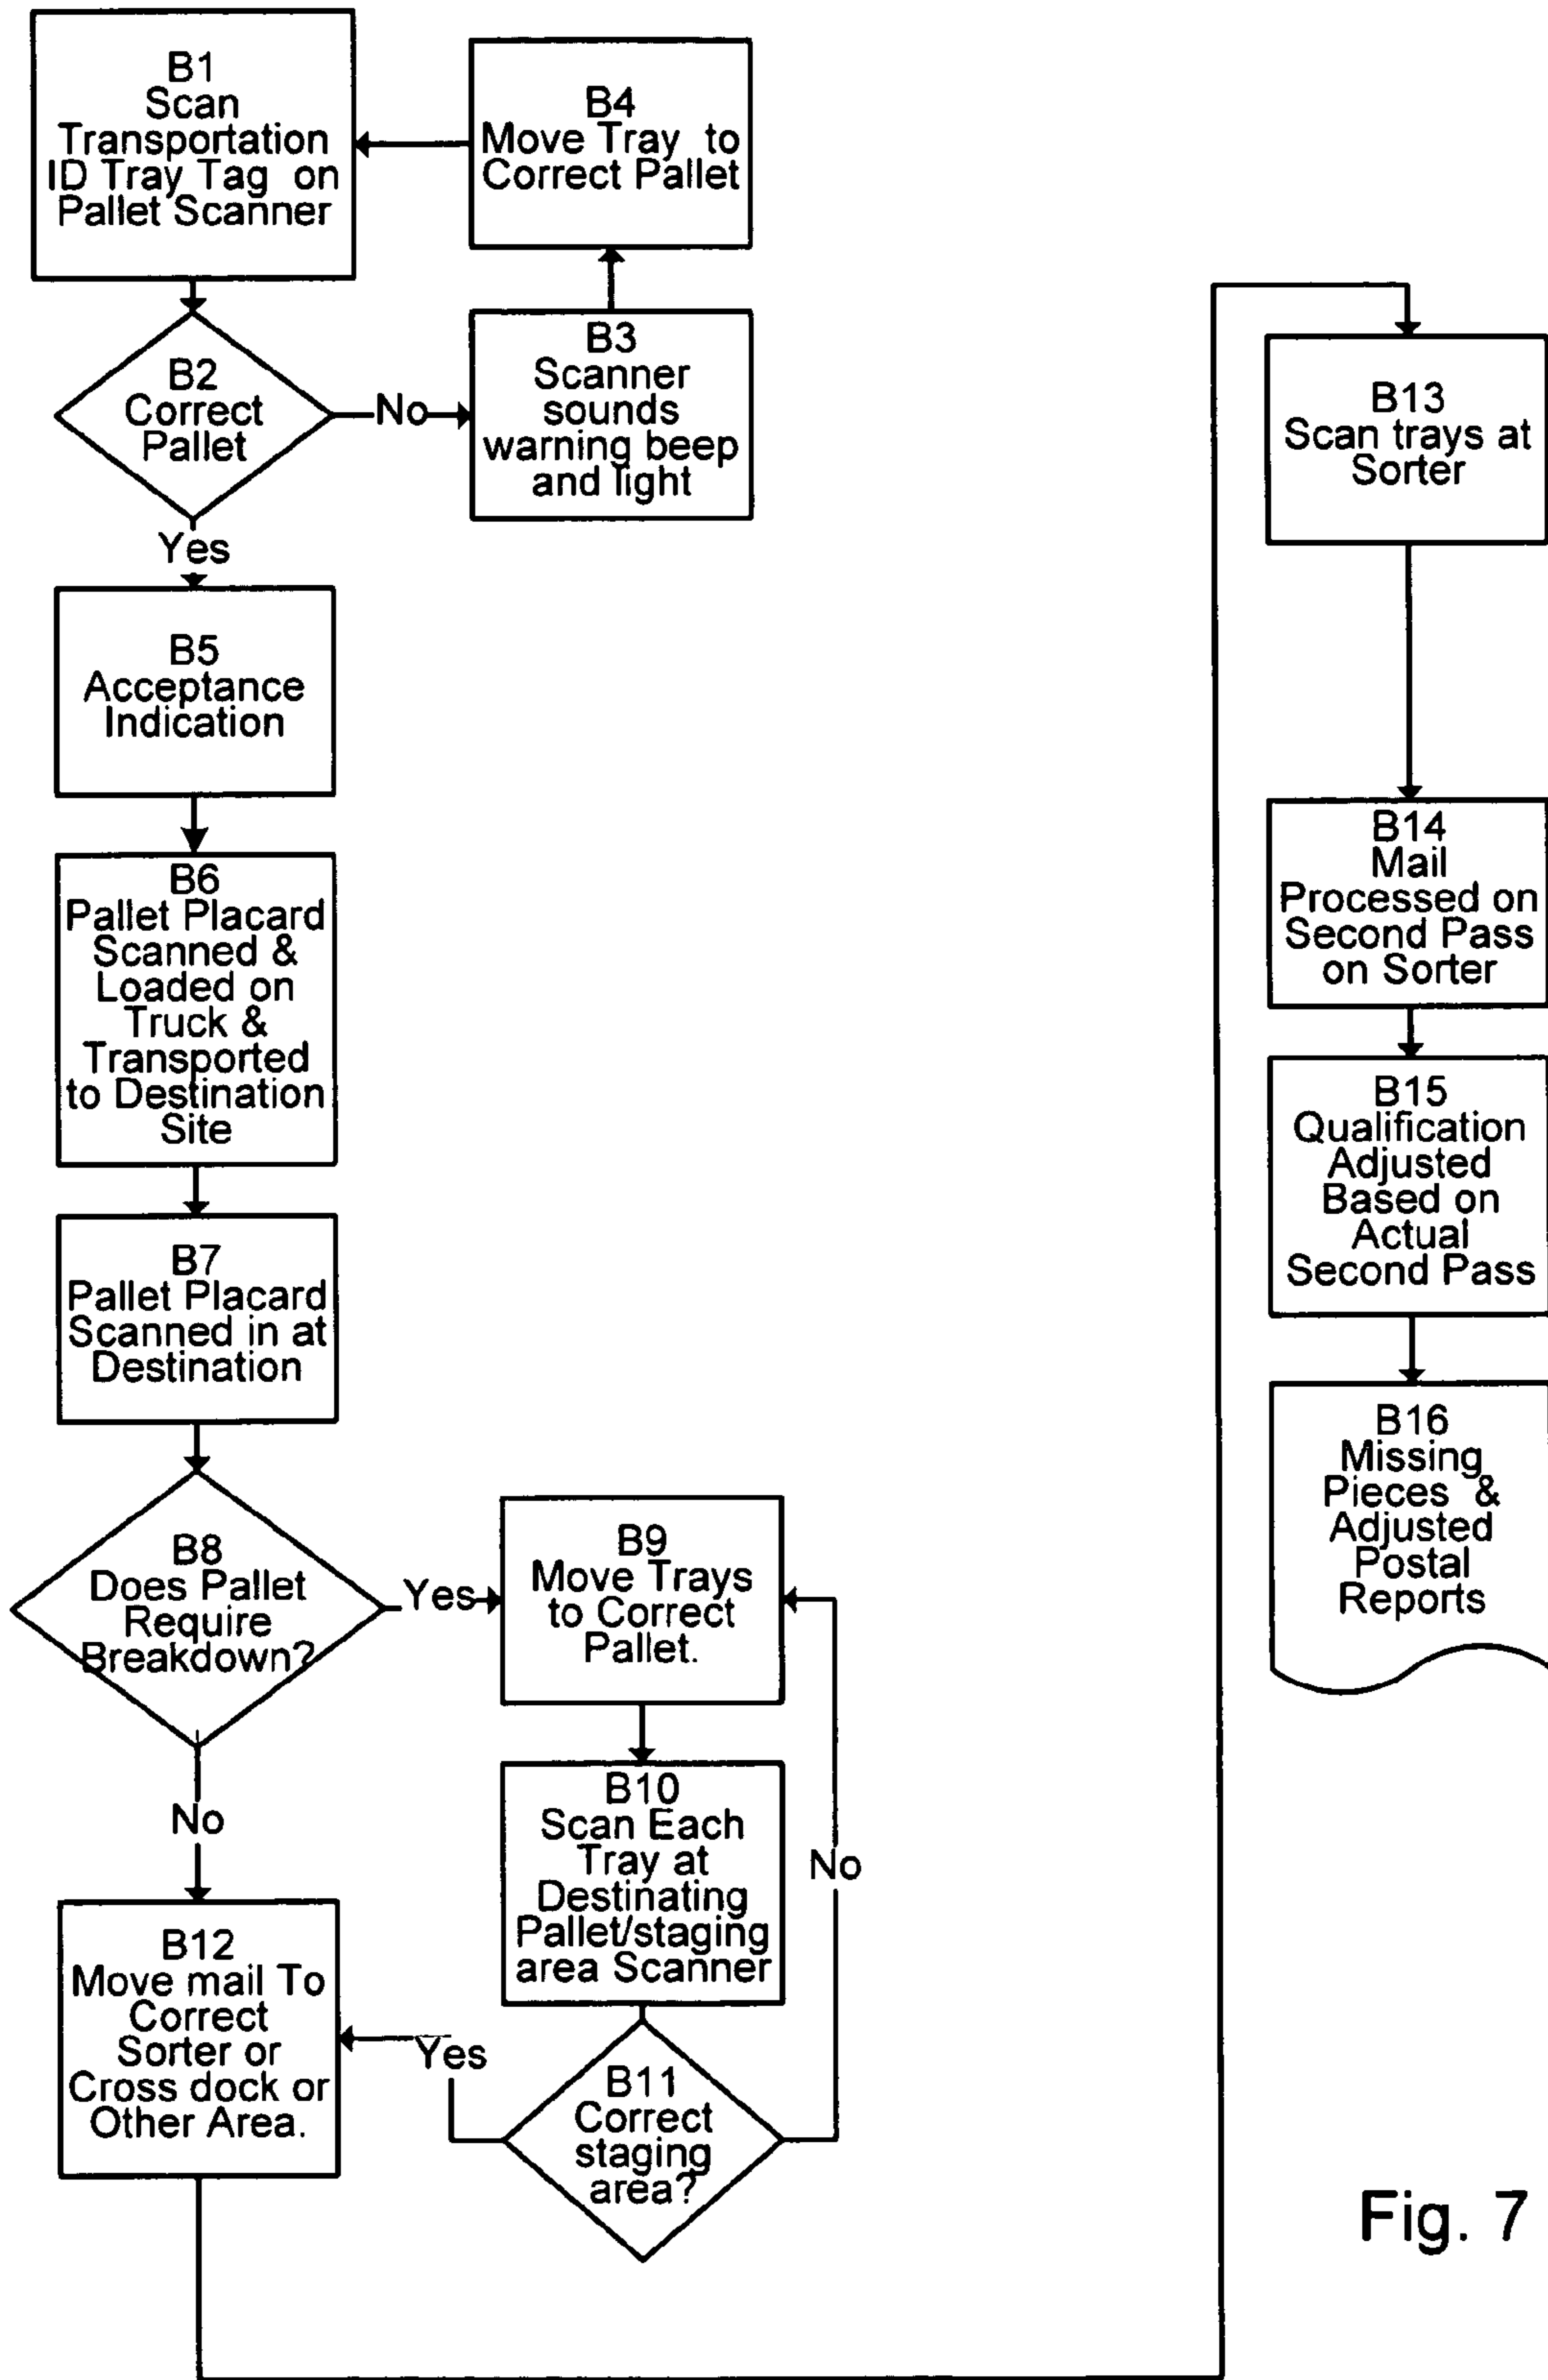 B1
Scan
Transportation
ID Tray Tag on
Pallet Scanner
B4
Move Tray to
Correct Pallet
B2
Correct
Pallet
No
B3
Scanner
sounds
warning beep
and light
Yes
B5
Acceptance
Indication
B6
Pallet Placard
Scanned &
Loaded on
Truck &
Transported
to Destination
Site
B7
Pallet Placard
Scanned in at
Destination
B8
Does Pallet
Require
Breakdown?
Yes
B9
Move Trays
to Correct
Pallet.
No
B10
Scan Each
Tray at
Destinating
Pallet/staging
area Scanner
No
B11
Correct
staging
area?
Yes
B12
Move mail To
Correct
Sorter or
Cross dock or
Other Area.
B13
Scan trays at
Sorter
B14
Mail
Processed on
Second Pass
on Sorter
B15
Qualification
Adjusted
Based on
Actual
Second Pass
B16
Missing
Pieces &
Adjusted
Postal
Reports
Fig. 7